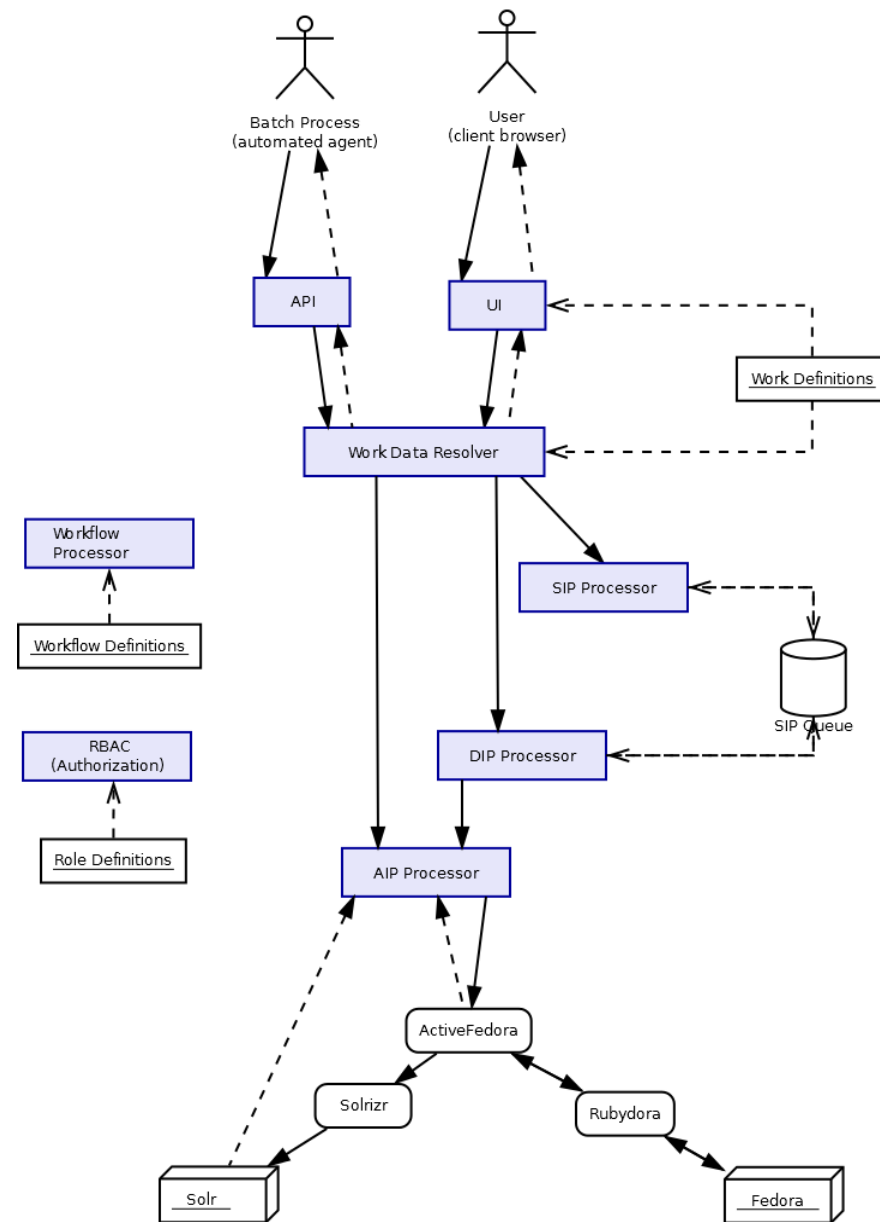 Batch Process
(automated agent)
User
(client browser)
API
UI
Work Definitions
Work Data Resolver
Workflow
Processor
SIP Processor
Workflow Definitions
SIP Queue
RBAC
(Authorization)
DIP Processor
Role Definitions
AIP Processor
ActiveFedora
Solrizr
Rubydora
Solr
Fedora